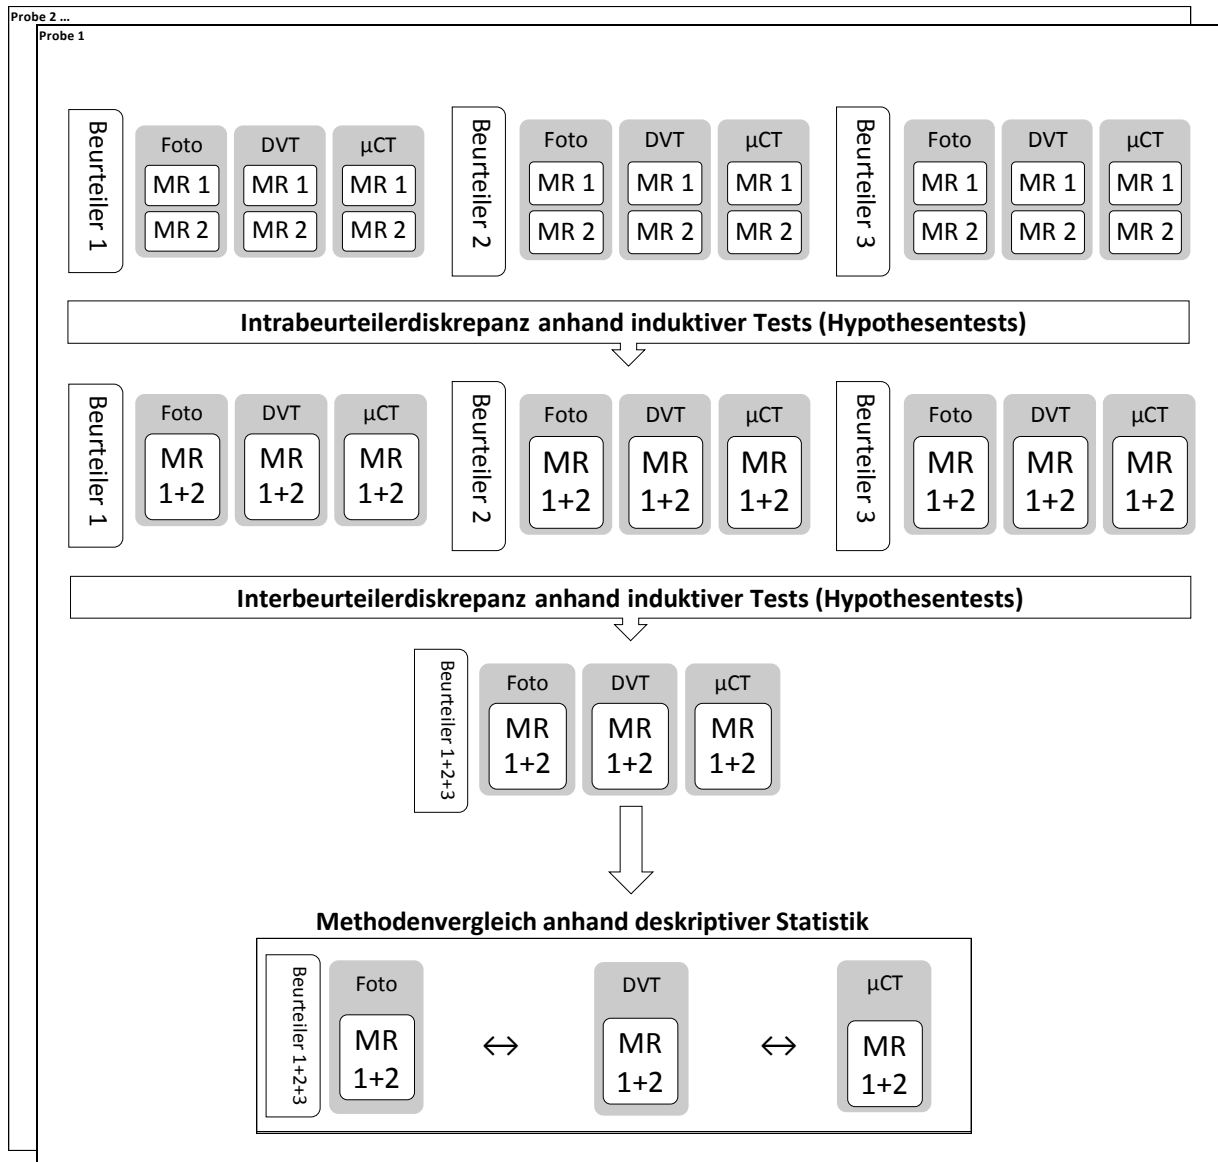 Probe 2 ...
Probe 1
Beurteiler 1
Foto
MR 1
MR 2
DVT
MR 1
MR 2
µCT
MR 1
MR 2
Beurteiler 2
Foto
MR 1
MR 2
DVT
MR 1
MR 2
µCT
MR 1
MR 2
Beurteiler 3
Foto
MR 1
MR 2
DVT
MR 1
MR 2
µCT
MR 1
MR 2
Intrabeurteilerdiskrepanz anhand induktiver Tests (Hypothesentests)
Beurteiler 1
Foto
MR
1+2
DVT
MR
1+2
µCT
MR
1+2
Beurteiler 2
Foto
MR
1+2
DVT
MR
1+2
µCT
MR
1+2
Beurteiler 3
Foto
MR
1+2
DVT
MR
1+2
µCT
MR
1+2
Interbeurteilerdiskrepanz anhand induktiver Tests (Hypothesentests)
Beurteiler 1+2+3
Foto
MR
1+2
DVT
MR
1+2
µCT
MR
1+2
Methodenvergleich anhand deskriptiver Statistik
Beurteiler 1+2+3
Foto
MR
1+2
↔
DVT
MR
1+2
↔
µCT
MR
1+2